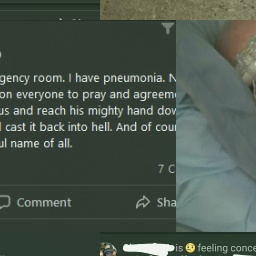 gency room. I have pneumonia.
on everyone to pray and agreeme
us and reach his mighty hand dov
cast it back into hell. And of cour
ul name of all.
7 C
Comment
Sha
is 😟 feeling conce